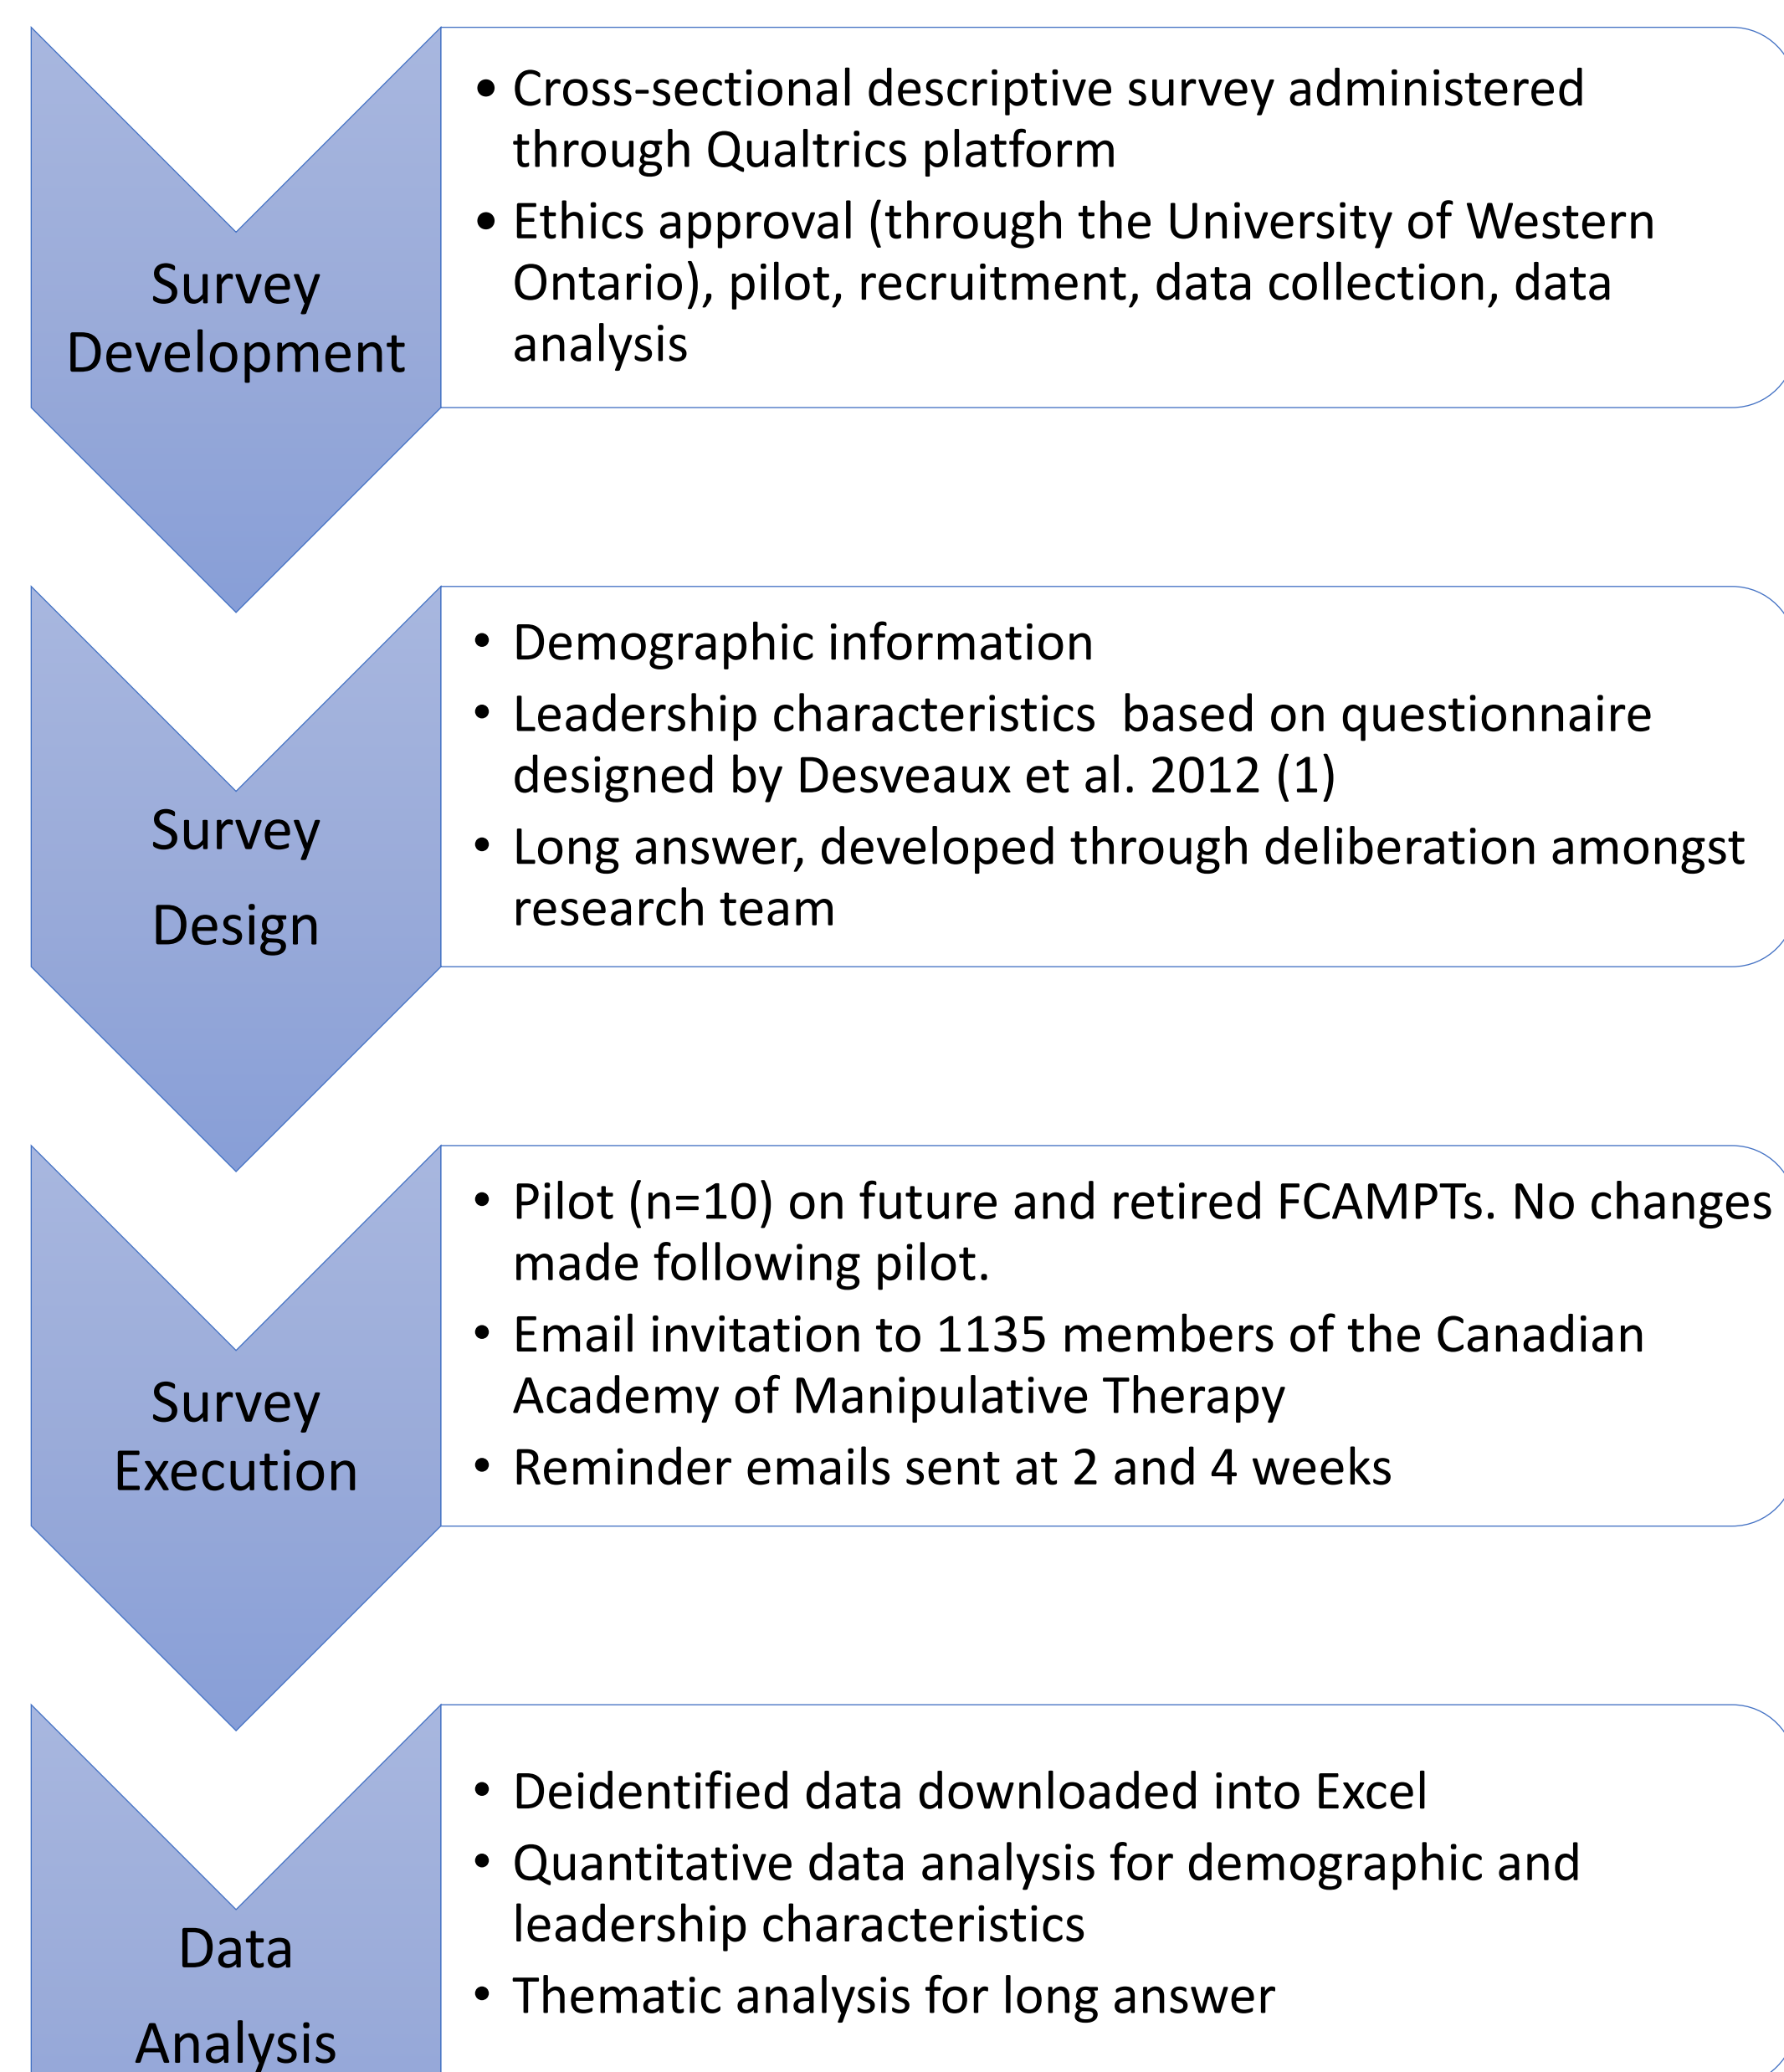 Survey
Development
• Cross-sectional descriptive survey administered
through Qualtrics platform
• Ethics approval (through the University of Western
Ontario), pilot, recruitment, data collection, data
analysis
Survey
Design
• Demographic information
• Leadership characteristics  based on questionnaire
designed by Desveaux et al. 2012 (1)
• Long answer, developed through deliberation amongst
research team
Survey
Execution
• Pilot (n=10) on future and retired FCAMPTs. No changes
made following pilot.
• Email invitation to 1135 members of the Canadian
Academy of Manipulative Therapy
• Reminder emails sent at 2 and 4 weeks
Data
Analysis
• Deidentified data downloaded into Excel
• Quantitative data analysis for demographic and
leadership characteristics
• Thematic analysis for long answer